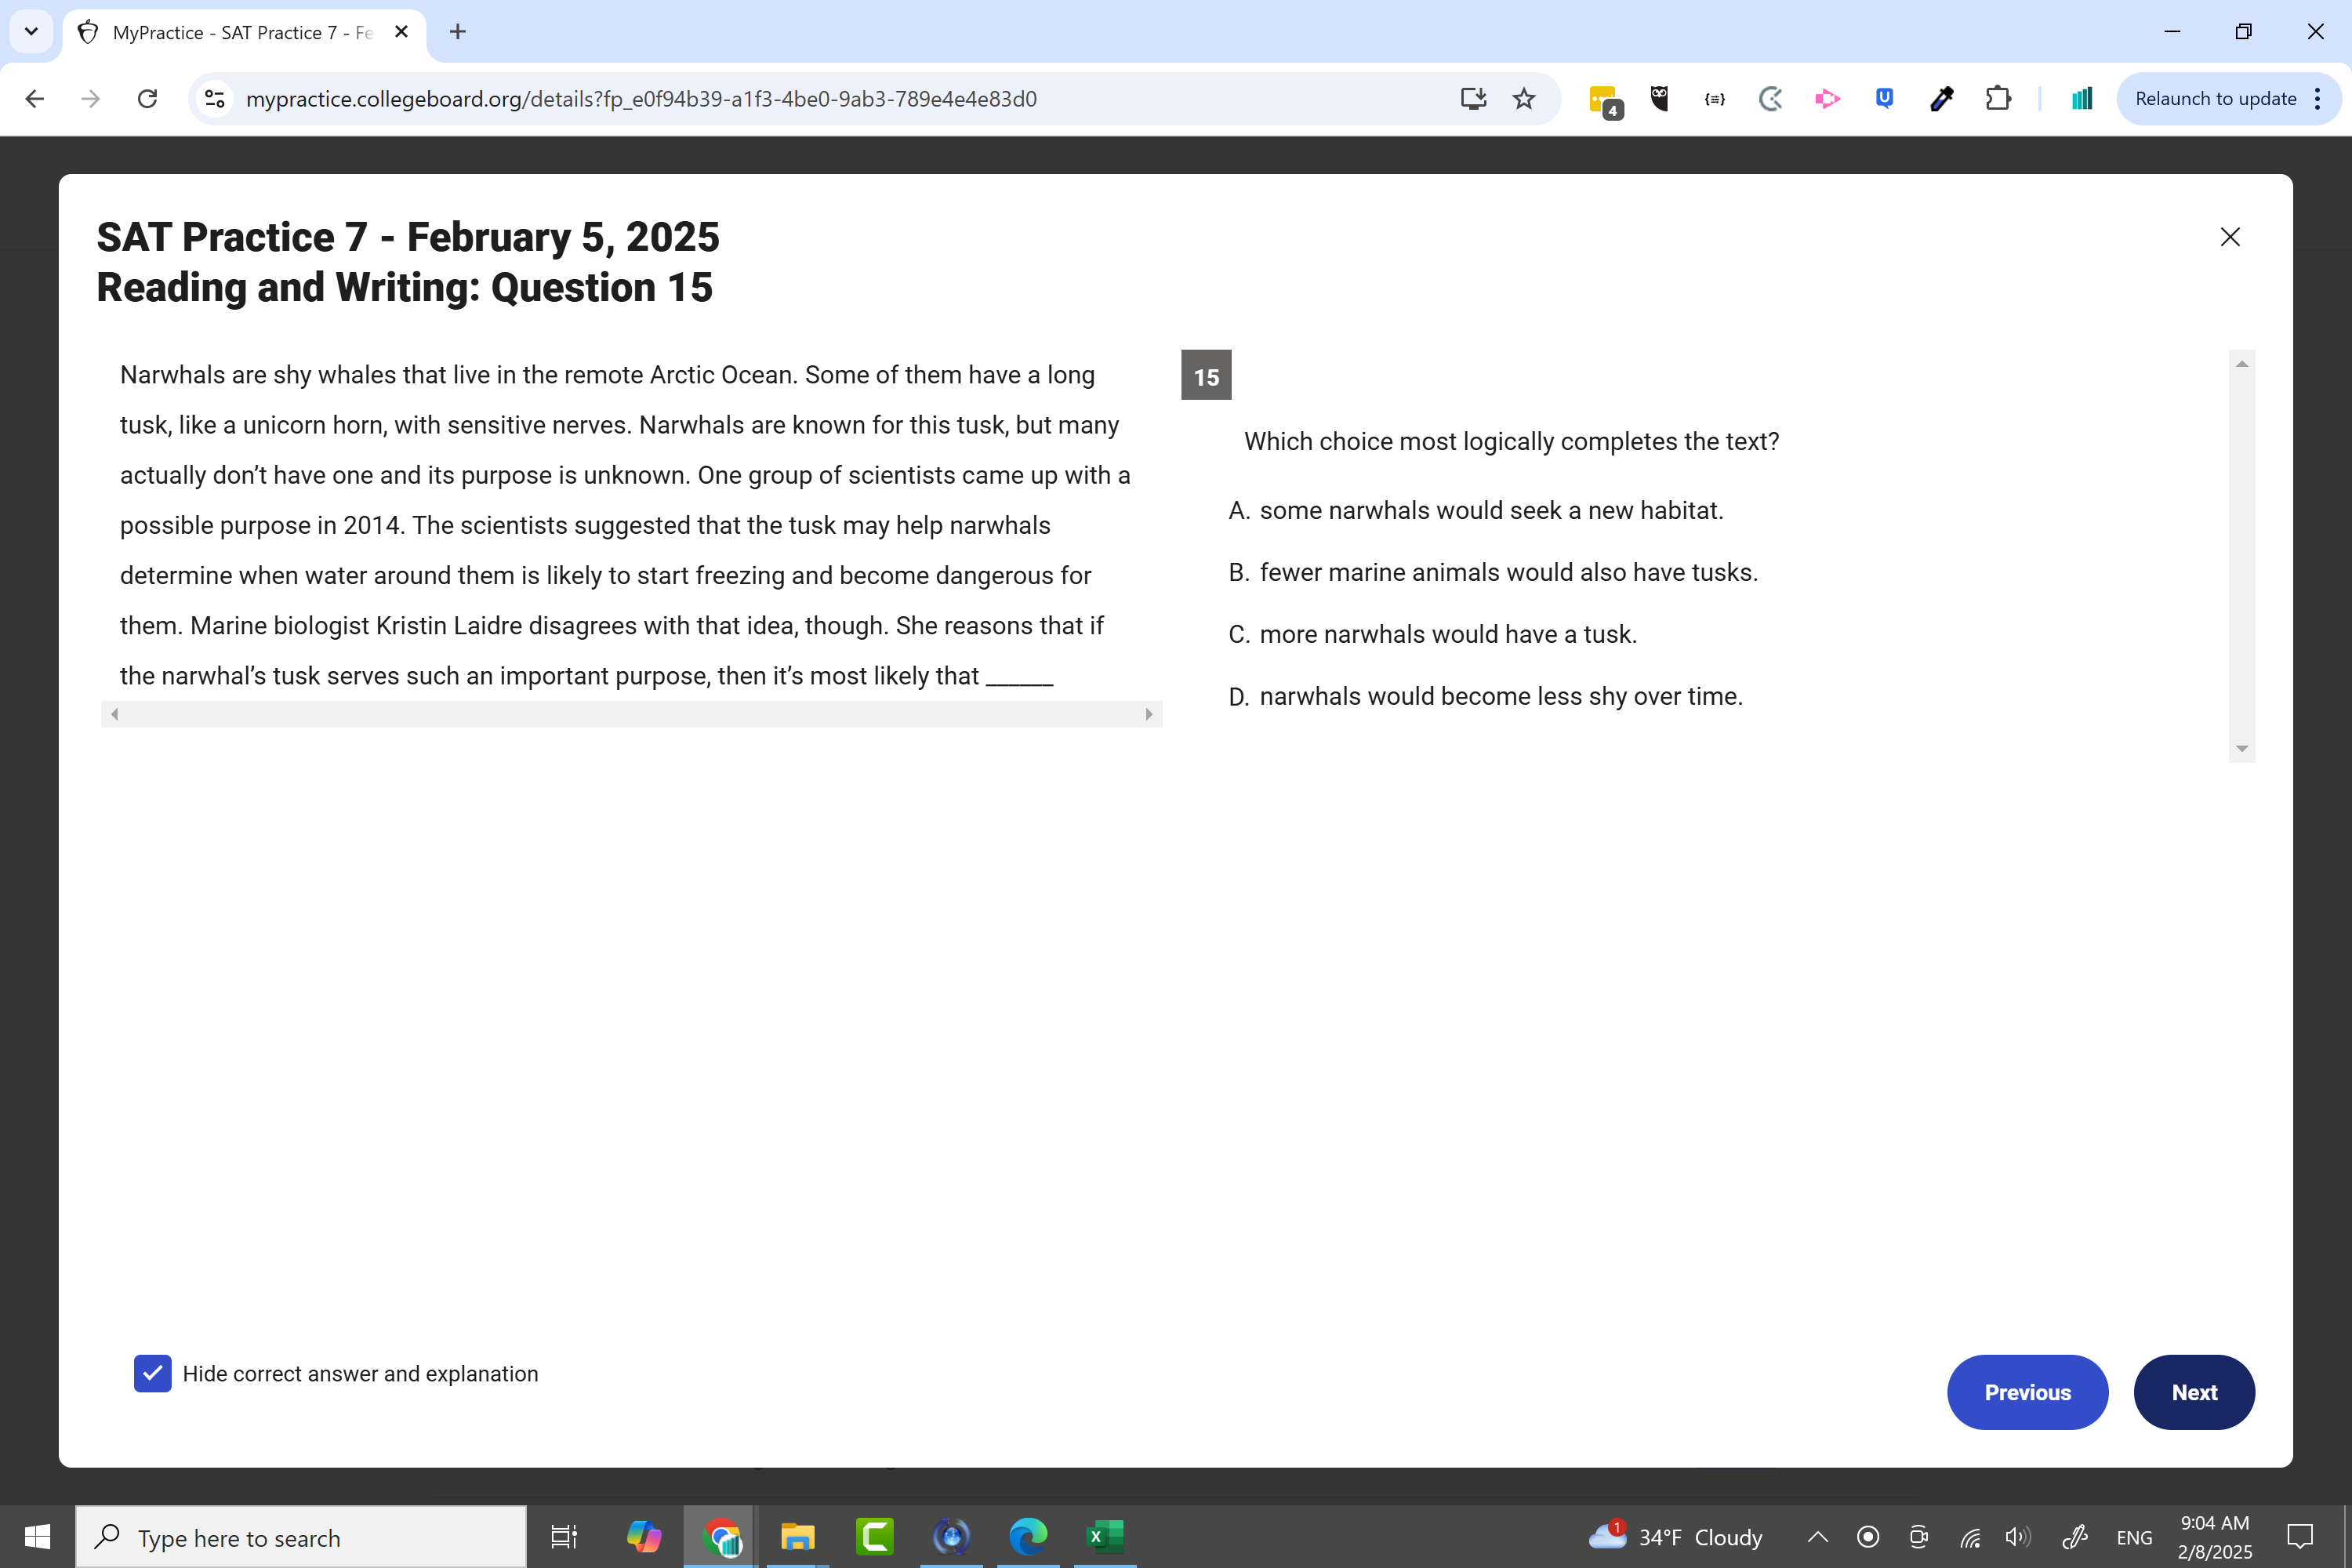 MyPractice - SAT Practice 7 - Fe
mypractice.collegeboard.org/details?fp_e0f94b39-a1f3-4be0-9ab3-789e4e4e83d0
4
Relaunch to update
SAT Practice 7 - February 5, 2025
Reading and Writing: Question 15
Narwhals are shy whales that live in the remote Arctic Ocean. Some of them have a long
tusk, like a unicorn horn, with sensitive nerves. Narwhals are known for this tusk, but many
actually don’t have one and its purpose is unknown. One group of scientists came up with a
possible purpose in 2014. The scientists suggested that the tusk may help narwhals
determine when water around them is likely to start freezing and become dangerous for
them. Marine biologist Kristin Laidre disagrees with that idea, though. She reasons that if
the narwhal’s tusk serves such an important purpose, then it’s most likely that ______
15
Which choice most logically completes the text?
A. some narwhals would seek a new habitat.
B. fewer marine animals would also have tusks.
C. more narwhals would have a tusk.
D. narwhals would become less shy over time.
Hide correct answer and explanation
Previous
Next
Type here to search
1
34°F Cloudy
ENG
9:04 AM
2/8/2025